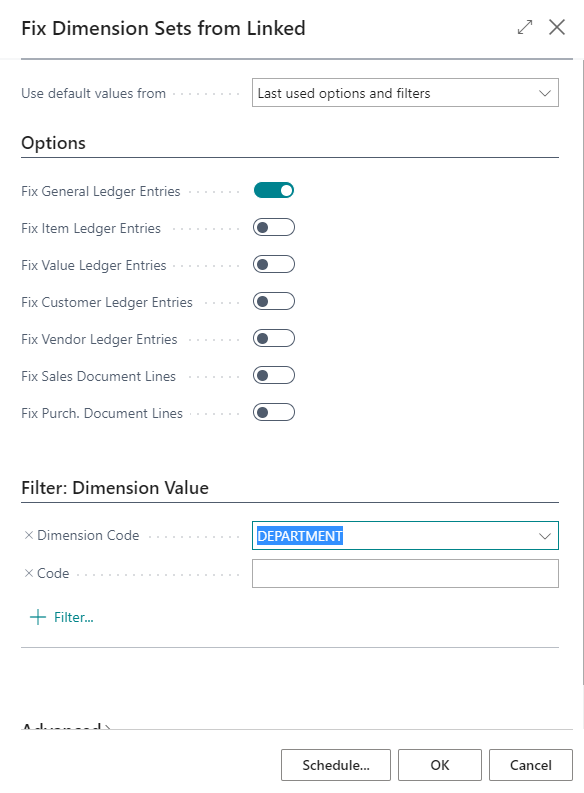 Fix Dimension Sets from Linked
Use default values from
Last used options and filters
Options
Fix General Ledger Entries
Fix Item Ledger Entries
Fix Value Ledger Entries
Fix Customer Ledger Entries
Fix Vendor Ledger Entries
Fix Sales Document Lines
Fix Purch. Document Lines
Filter: Dimension Value
Dimension Code
DEPARTMENT
Code
Filter...
Advanced
Schedule...
OK
Cancel